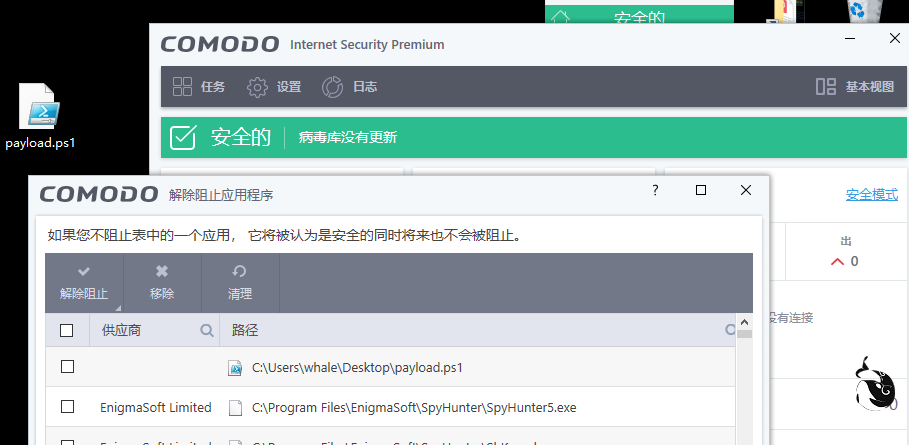 安全的
COMODO Internet Security Premium
任务 设置 日志 基本视图
payload.ps1
安全的 病毒库没有更新
COMODO 解除阻止应用程序 ?
安全模式
如果您不阻止表中的一个应用， 它将被认为是安全的同时将来也不会被阻止。
出
0
解除阻止 移除 清理
没有连接
供应商 路径
C:\Users\whale\Desktop\payload.ps1
EnigmaSoft Limited C:\Program Files\EnigmaSoft\SpyHunter\SpyHunter5.exe
0